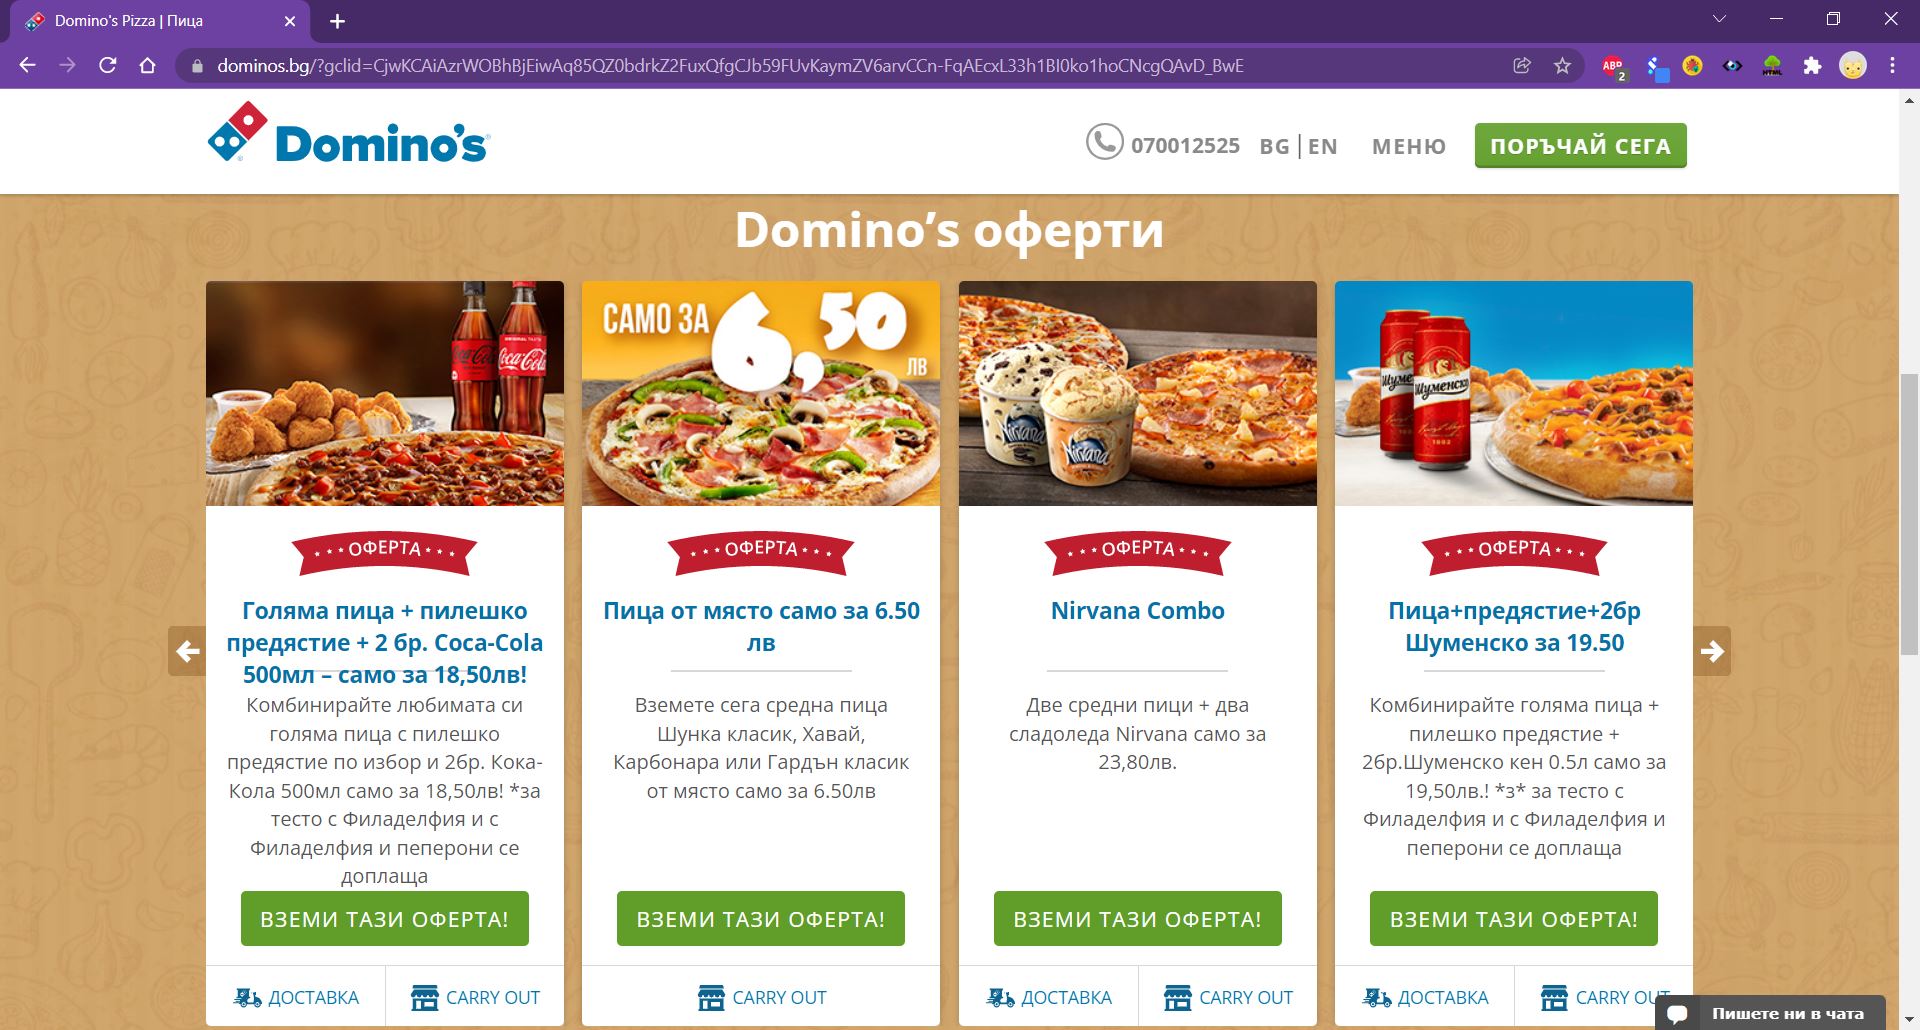 Domino's Pizza | Пица
dominos.bg/?gclid=CjwKCAiAzrWOBhBjEiwAq85QZ0bdrkZ2FuxQfgCJb59FUvKaymZV6arvCCn-FqAEcxL33h1BI0ko1hoCNcgQAvD_BwE
ABP
2
HTML
Domino's
070012525
BG | EN
МЕНЮ
ПОРЪЧАЙ СЕГА
Domino’s оферти
Coca-Cola
САМО ЗА 6,50 ЛВ
Nirvana
Nirvana
Шуменско
1882
ОФЕРТА
Голяма пица + пилешко
предястие + 2 бр. Coca-Cola
500мл – само за 18,50лв!
Комбинирайте любимата си
голяма пица с пилешко
предястие по избор и 2бр. Кока-
Кола 500мл само за 18,50лв! *за
тесто с Филаделфия и с
Филаделфия и пеперони се
доплаща
ВЗЕМИ ТАЗИ ОФЕРТА!
ДОСТАВКА
CARRY OUT
ОФЕРТА
Пица от място само за 6.50
лв
Вземете сега средна пица
Шунка класик, Хавай,
Карбонара или Гардън класик
от място само за 6.50лв
ВЗЕМИ ТАЗИ ОФЕРТА!
CARRY OUT
ОФЕРТА
Nirvana Combo
Две средни пици + два
сладоледа Nirvana само за
23,80лв.
ВЗЕМИ ТАЗИ ОФЕРТА!
ДОСТАВКА
CARRY OUT
ОФЕРТА
Пица+предястие+2бр
Шуменско за 19.50
Комбинирайте голяма пица +
пилешко предястие +
2бр.Шуменско кен 0.5л само за
19,50лв.! *з* за тесто с
Филаделфия и с Филаделфия и
пеперони се доплаща
ВЗЕМИ ТАЗИ ОФЕРТА!
ДОСТАВКА
CARRY OUT
Пишете ни в чата